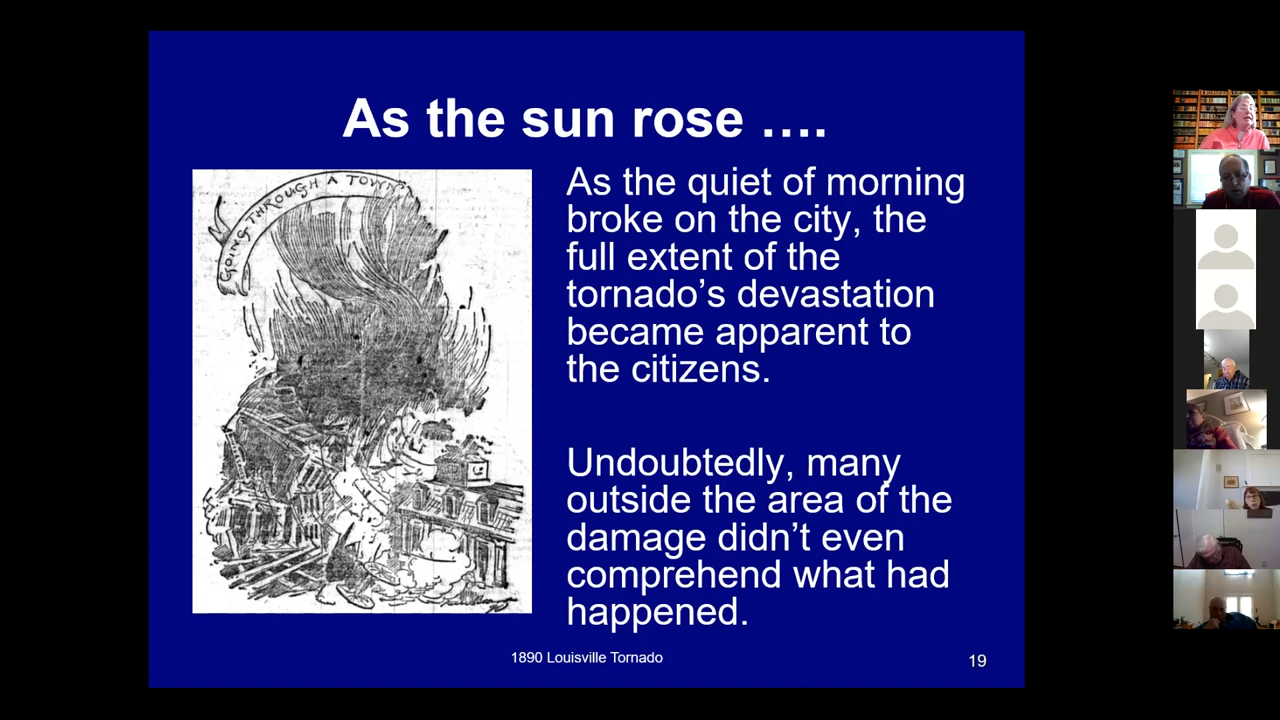 As the sun rose ….
GOING THROUGH A TOWN
As the quiet of morning
broke on the city, the
full extent of the
tornado’s devastation
became apparent to
the citizens.
Undoubtedly, many
outside the area of the
damage didn’t even
comprehend what had
happened.
1890 Louisville Tornado
19